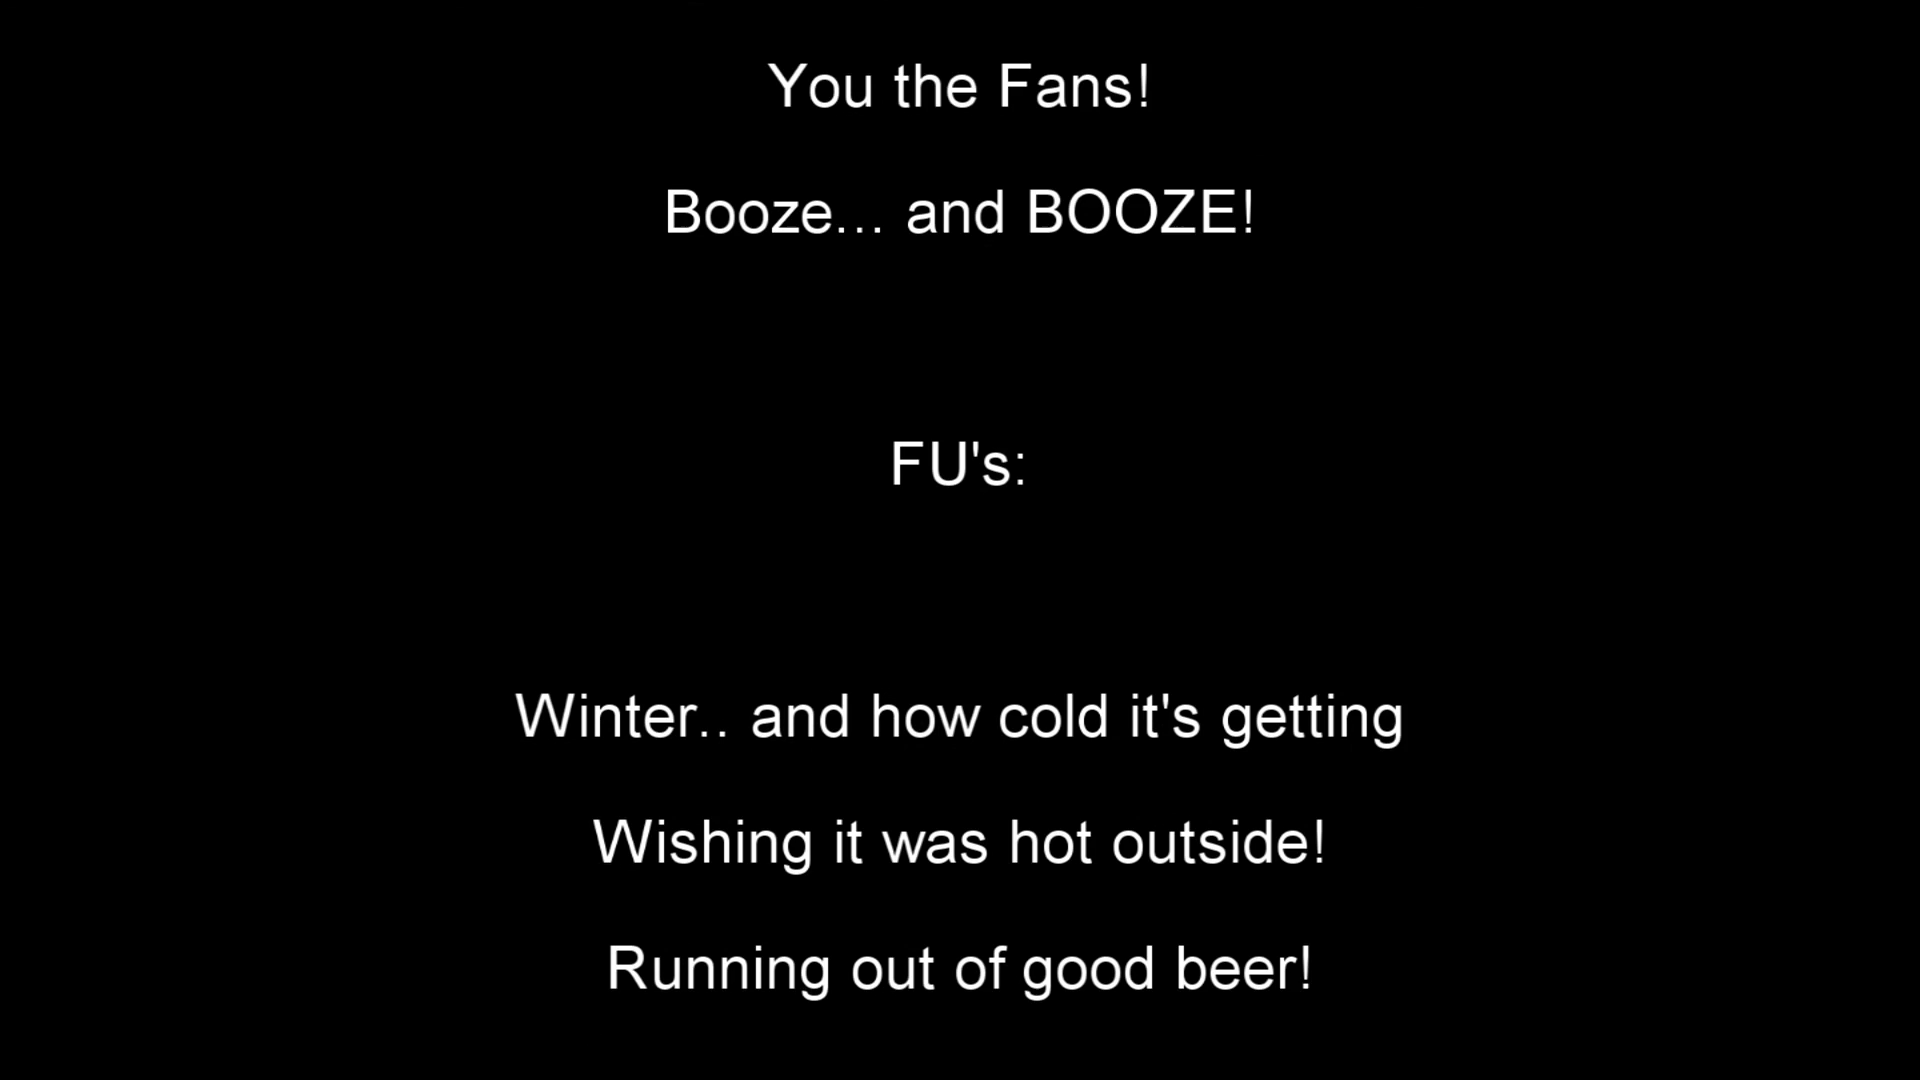 You the Fans!
Booze... and BOOZE!
FU's:
Winter.. and how cold it's getting
Wishing it was hot outside!
Running out of good beer!